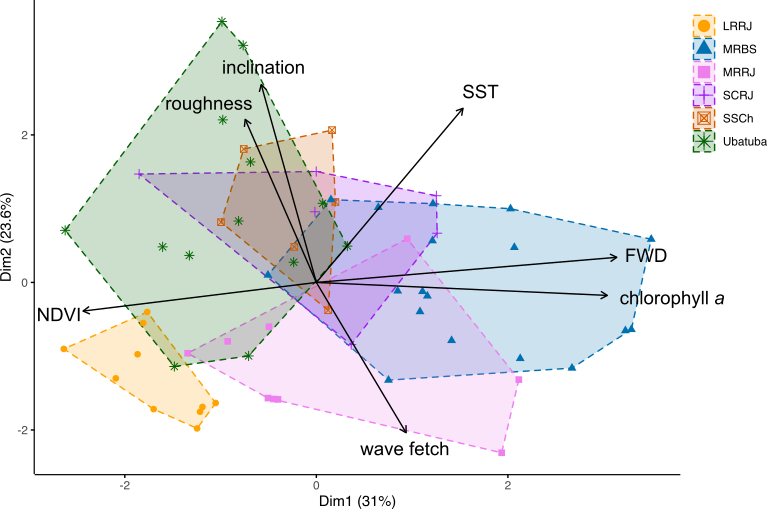 LRRJ
MRBS
MRRJ
SCRJ
SSCh
Ubatuba
inclination
roughness
SST
FWD
chlorophyll a
NDVI
wave fetch
2
0
-2
Dim2 (23.6%)
-2
0
2
Dim1 (31%)